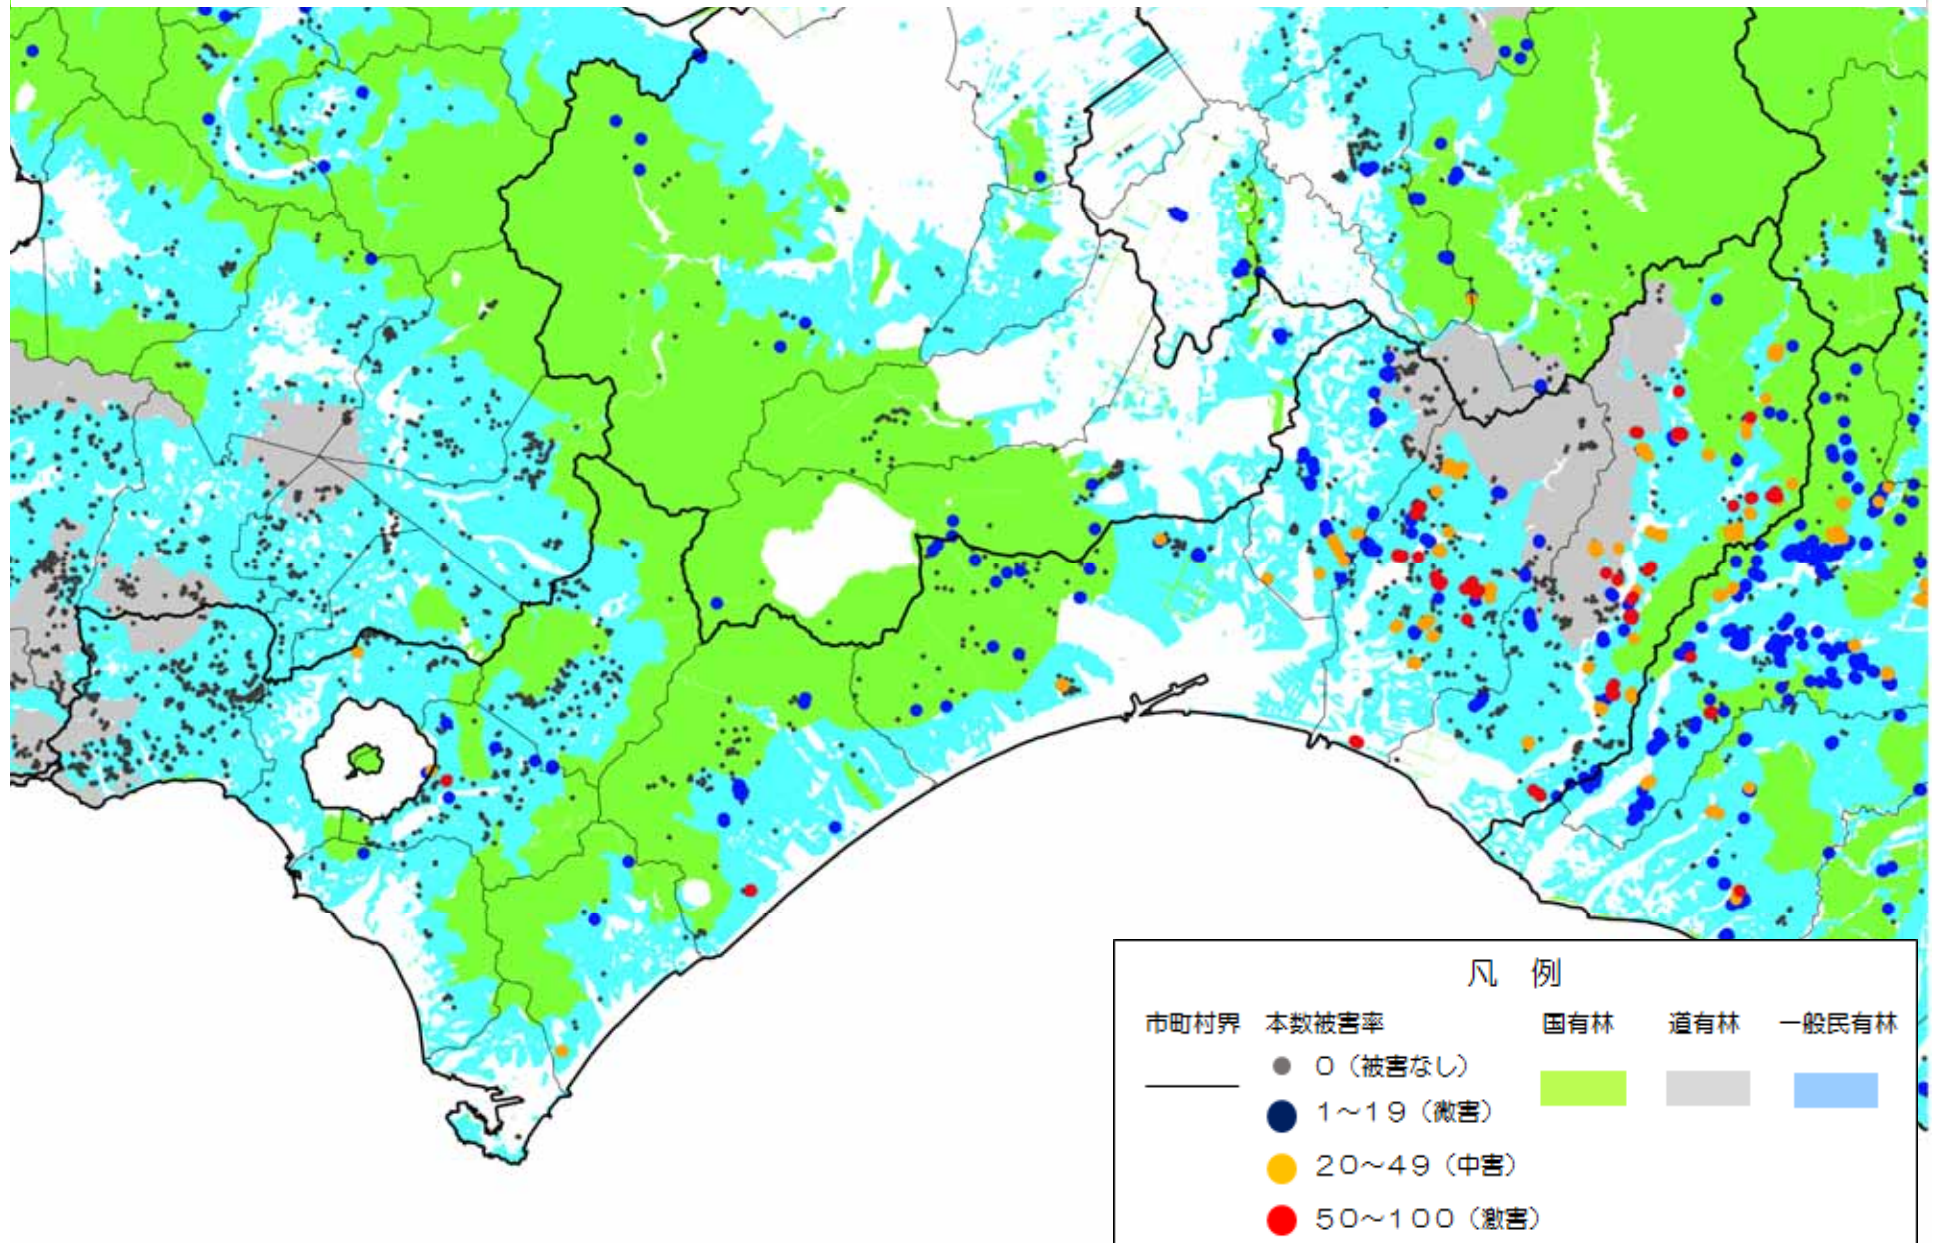 凡 例
市町村界 本数被害率 国有林 道有林 一般民有林
０（被害なし）
１～１９（微害）
２０～４９（中害）
５０～１００（激害）